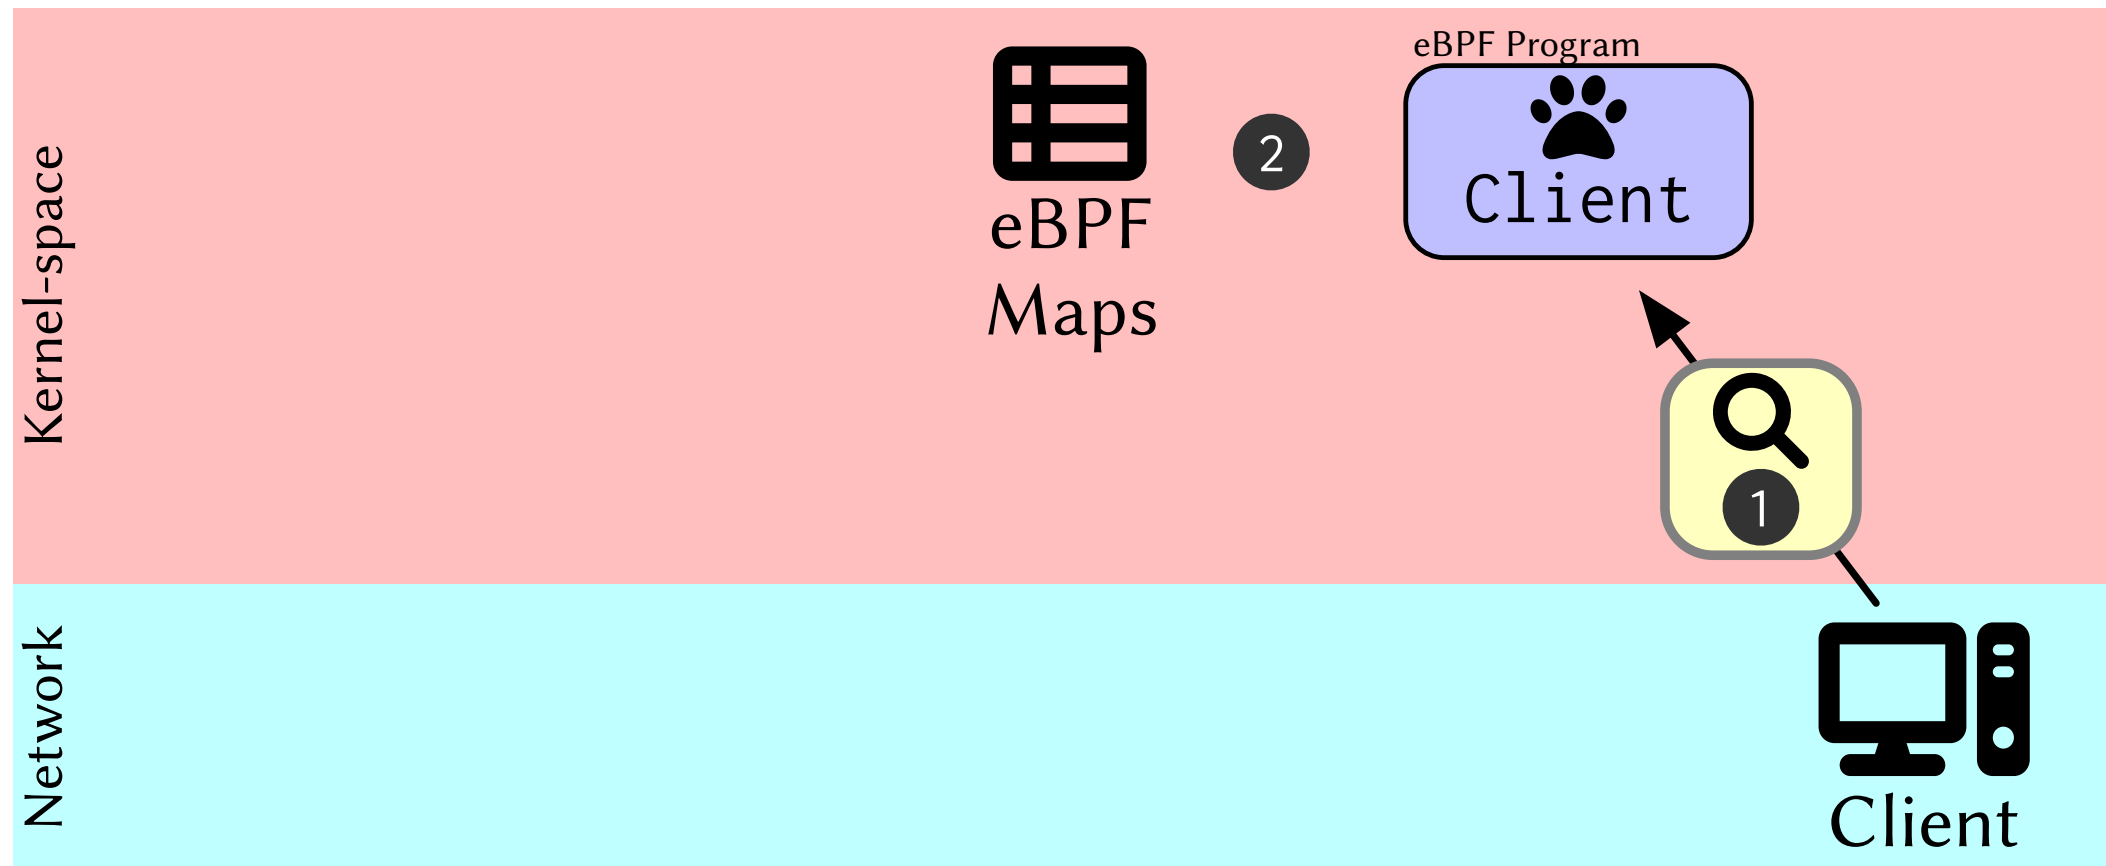 eBPF Program
Client
2
eBPF
Maps
Kernel-space
1
Network
Client